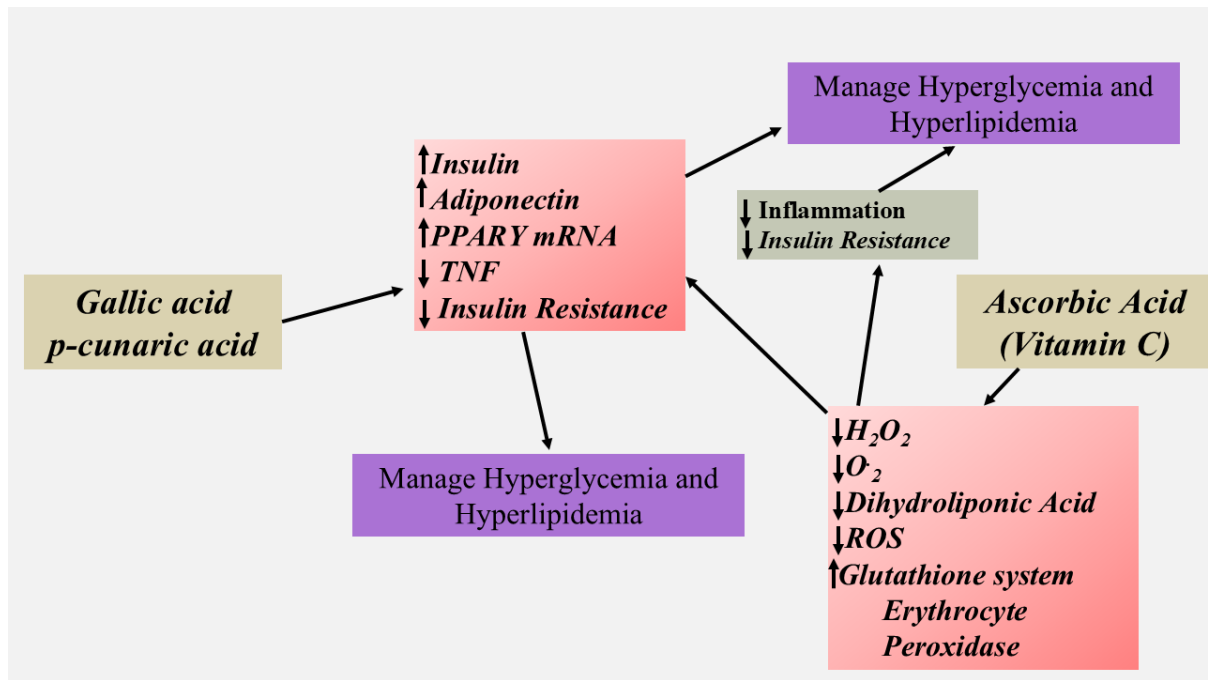 Manage Hyperglycemia and
Hyperlipidemia
↑Insulin
↑Adiponectin
↑PPARY mRNA
↓ TNF
↓ Insulin Resistance
↓ Inflammation
↓ Insulin Resistance
Gallic acid
p-cunaric acid
Ascorbic Acid
(Vitamin C)
↓H₂O₂
↓O·₂
↓Dihydroliponic Acid
↓ROS
↑Glutathione system
Erythrocyte
Peroxidase
Manage Hyperglycemia and
Hyperlipidemia